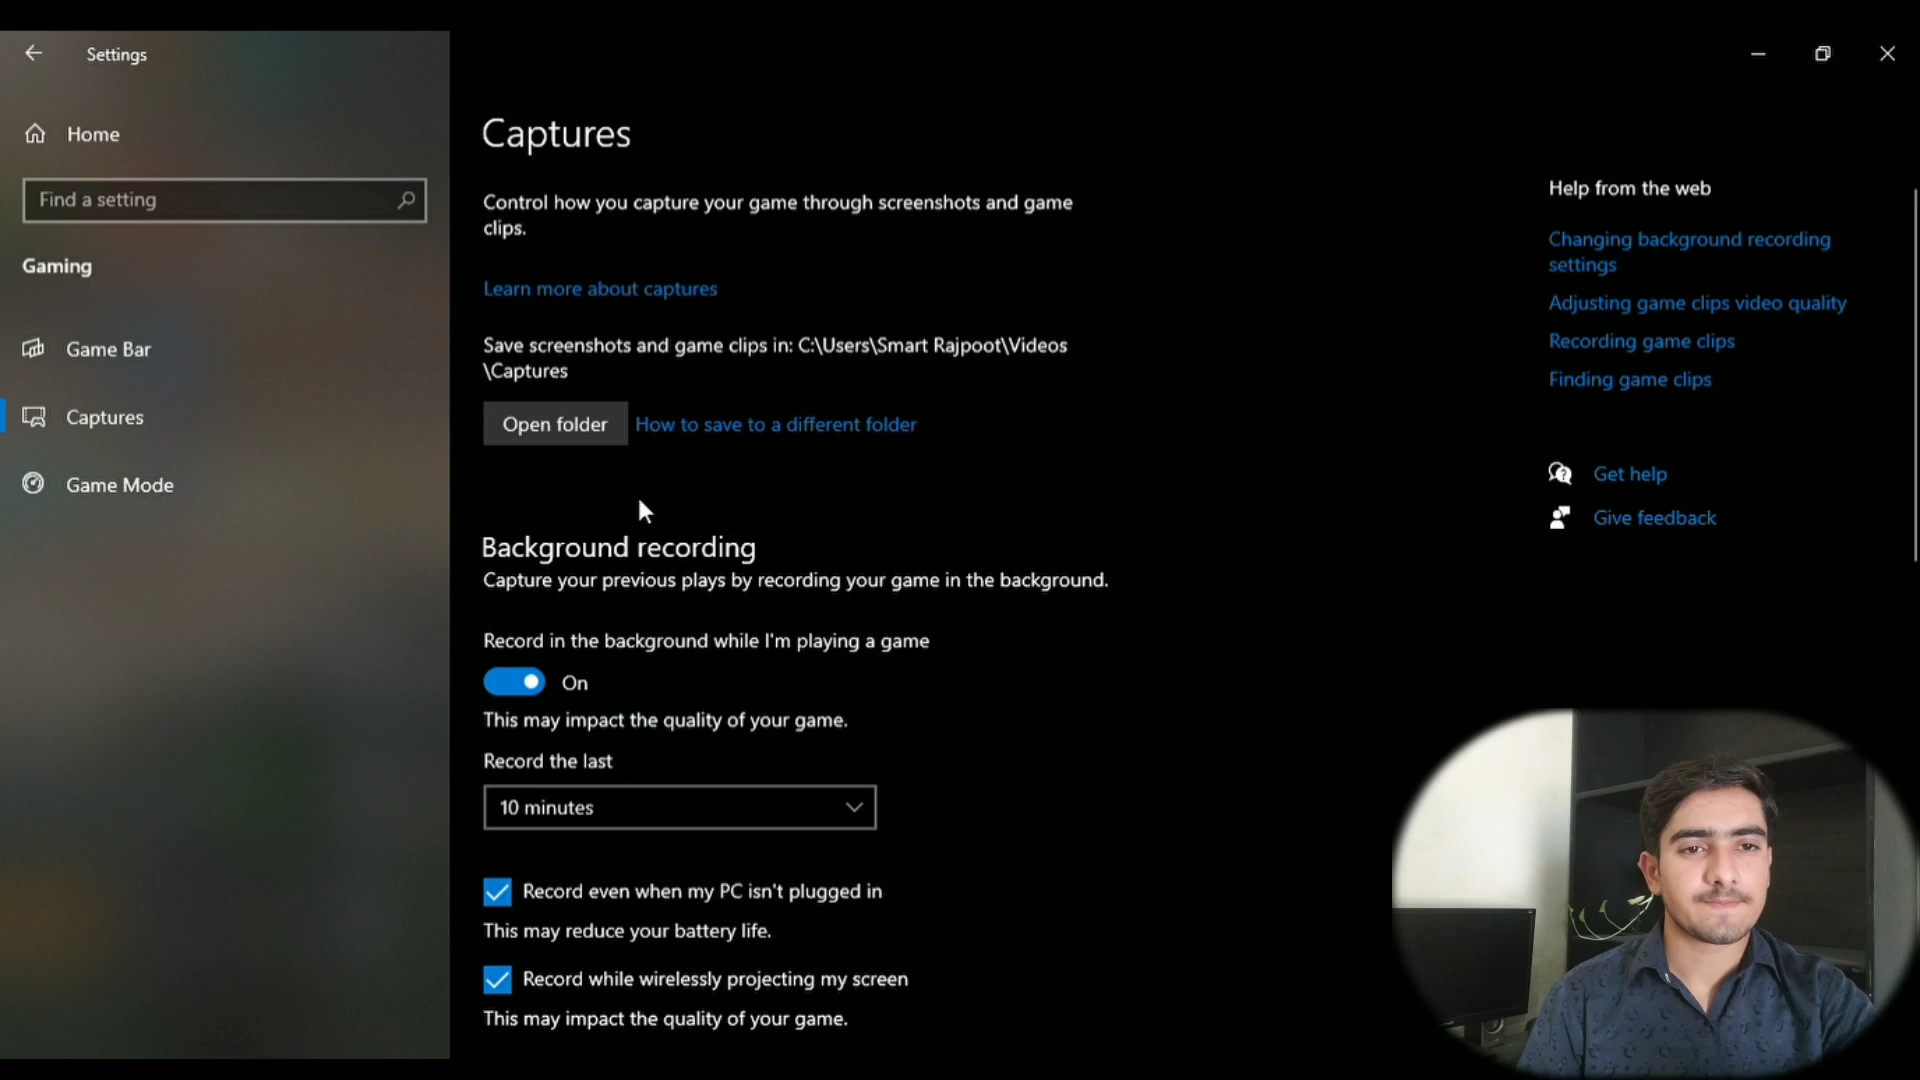 Settings
Home
Find a setting
Gaming
Game Bar
Captures
Game Mode
Captures
Control how you capture your game through screenshots and game
clips.
Learn more about captures
Save screenshots and game clips in: C:\Users\Smart Rajpoot\Videos
\Captures
Open folder
How to save to a different folder
Background recording
Capture your previous plays by recording your game in the background.
Record in the background while I'm playing a game
On
This may impact the quality of your game.
Record the last
10 minutes
Record even when my PC isn't plugged in
This may reduce your battery life.
Record while wirelessly projecting my screen
This may impact the quality of your game.
Help from the web
Changing background recording
settings
Adjusting game clips video quality
Recording game clips
Finding game clips
Get help
Give feedback